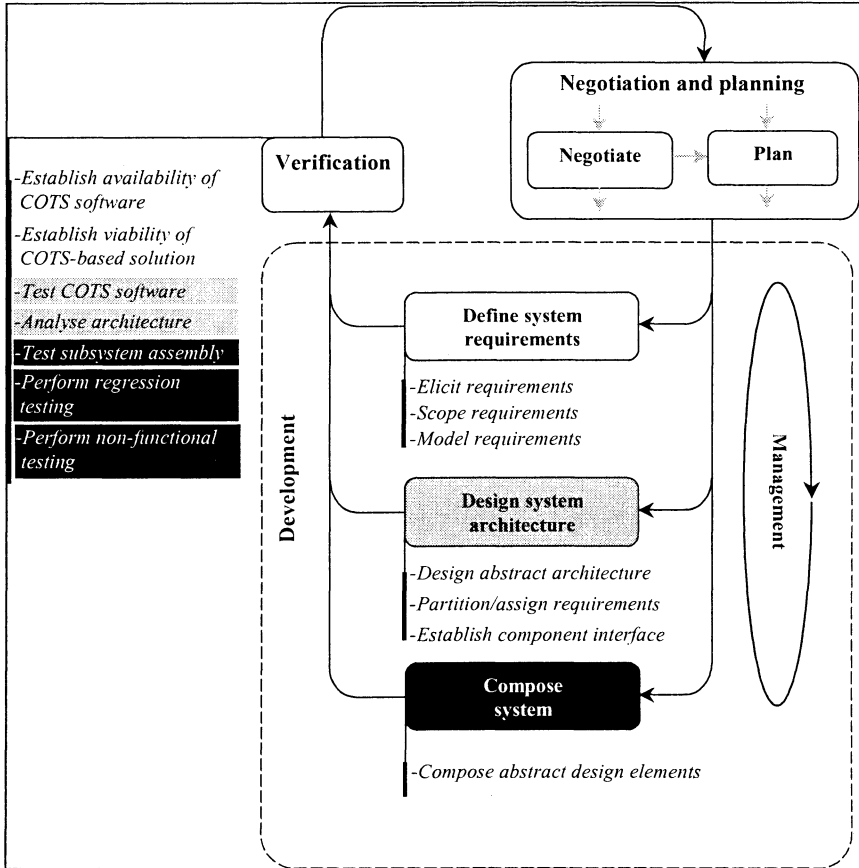 Negotiation and planning
Negotiate
Plan
Verification
-Establish availability of
COTS software
-Establish viability of
COTS-based solution
-Test COTS software
-Analyse architecture
-Test subsystem assembly
-Perform regression
testing
-Perform non-functional
testing
Development
Define system
requirements
-Elicit requirements
-Scope requirements
-Model requirements
Design system
architecture
-Design abstract architecture
-Partition/assign requirements
-Establish component interface
Compose
system
-Compose abstract design elements
Management